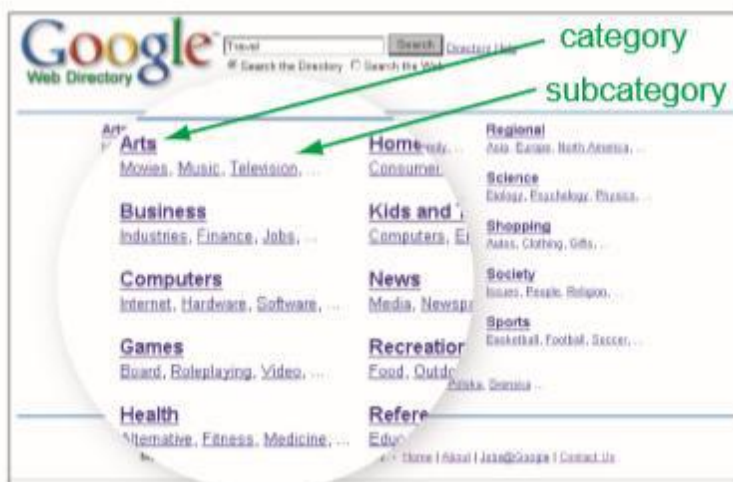 Google
Web Directory
Travel
Search
Directory Help
Search the Directory
Search the Web
category
subcategory
Arts
Movies, Music, Television, ...
Business
Industries, Finance, Jobs, ...
Computers
Internet, Hardware, Software, ...
Games
Board, Roleplaying, Video, ...
Health
Alternative, Fitness, Medicine, ...
Home
Consumer
Kids and
Computers,
News
Media,
Recreation
Food,
Regional
Asia, Europe, North America, ...
Science
Biology, Psychology, Physics, ...
Shopping
Autos, Clothing, Gifts, ...
Society
Issues, People, Religion, ...
Sports
Basketball, Football, Soccer, ...
Polska, Svenska ...
Home | About | Jobs@Google | Contact Us